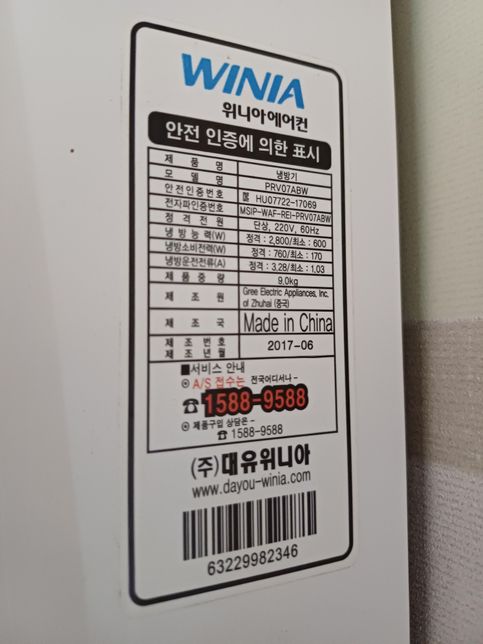 WINIA
위니아에어컨
안전 인증에 의한 표시
제 품 명 냉방기
모 델 명 PRV07ABW
안전인증번호 HU07722-17069
전자파인증번호 MSIP-WAF-REI-PRV07ABW
정 격 전 원 단상, 220V, 60Hz
냉 방 능 력(W) 정격 : 2,800/최소 : 600
냉방소비전력(W) 정격 : 760/최소 : 170
냉방운전전류(A) 정격 : 3.28/최소 : 1.03
제 품 중 량 9.0kg
제 조 원 Gree Electric Appliances, Inc.
of Zhuhai (중국)
제 조 국 Made in China
제 조 번 호
제 조 년 월 2017-06
■서비스 안내
⊙ A/S 접수는 전국어디서나 -
☎1588-9588
⊙ 제품구입 상담은 -
☎ 1588-9588
(주)대유위니아
www.dayou-winia.com
63229982346